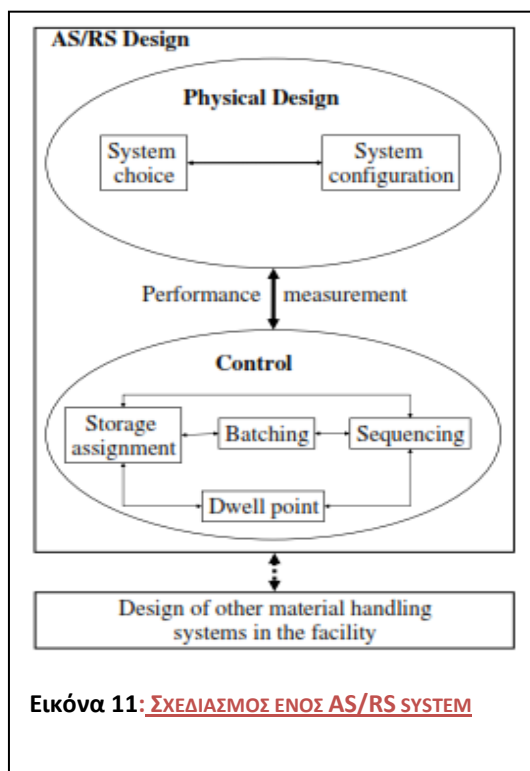 AS/RS Design
Physical Design
System
choice
System
configuration
Performance measurement
Control
Storage
assignment
Batching
Sequencing
Dwell point
Design of other material handling
systems in the facility
Εικόνα 11: ΣΧΕΔΙΑΣΜΟΣ ΕΝΟΣ AS/RS SYSTEM